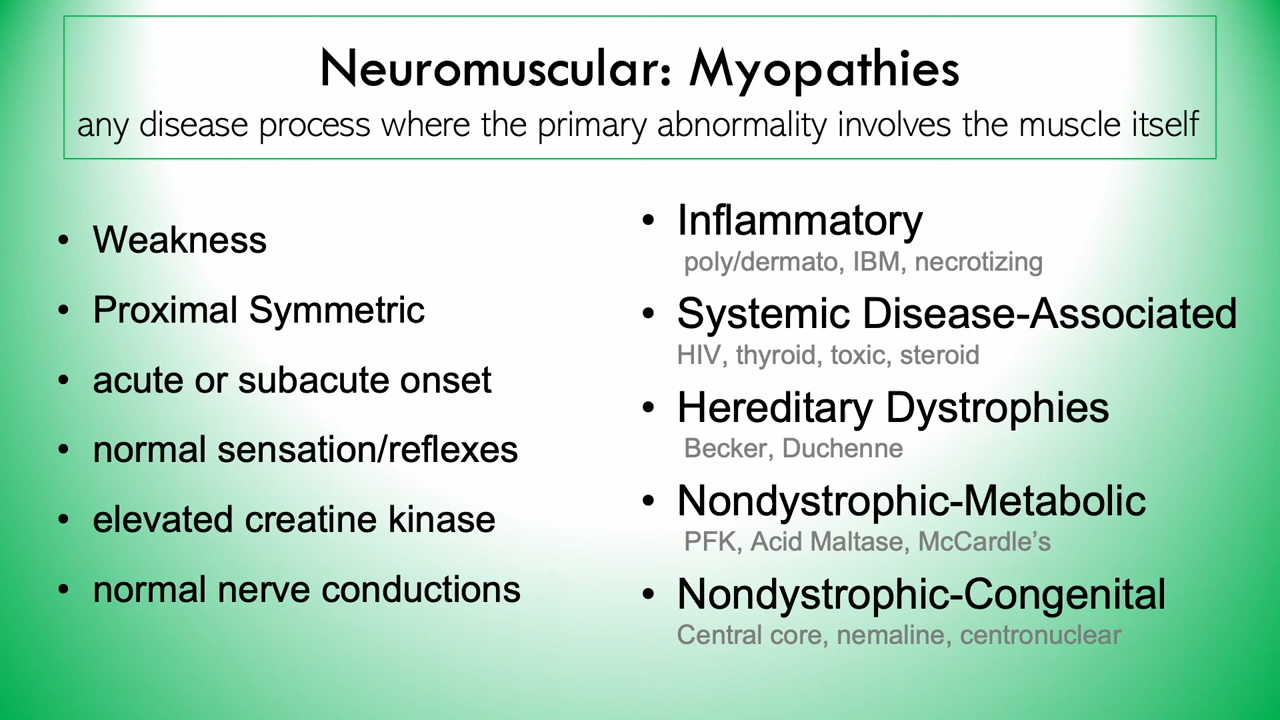 Neuromuscular: Myopathies
any disease process where the primary abnormality involves the muscle itself
• Weakness
• Proximal Symmetric
• acute or subacute onset
• normal sensation/reflexes
• elevated creatine kinase
• normal nerve conductions
• Inflammatory
poly/dermato, IBM, necrotizing
• Systemic Disease-Associated
HIV, thyroid, toxic, steroid
• Hereditary Dystrophies
Becker, Duchenne
• Nondystrophic-Metabolic
PFK, Acid Maltase, McCardle’s
• Nondystrophic-Congenital
Central core, nemaline, centronuclear